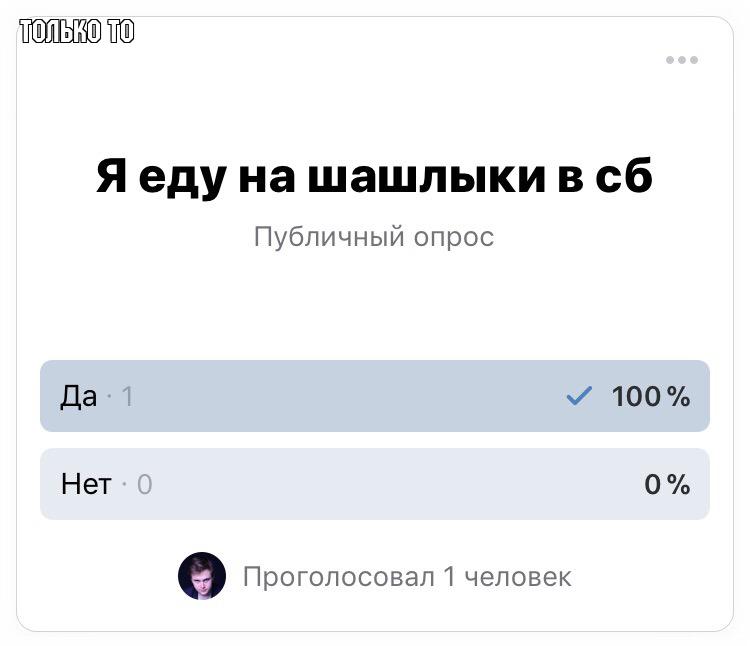 ТОЛЬКО ТО
Я еду на шашлыки в сб
Публичный опрос
Да · 1 100 %
Нет · 0 0 %
Проголосовал 1 человек